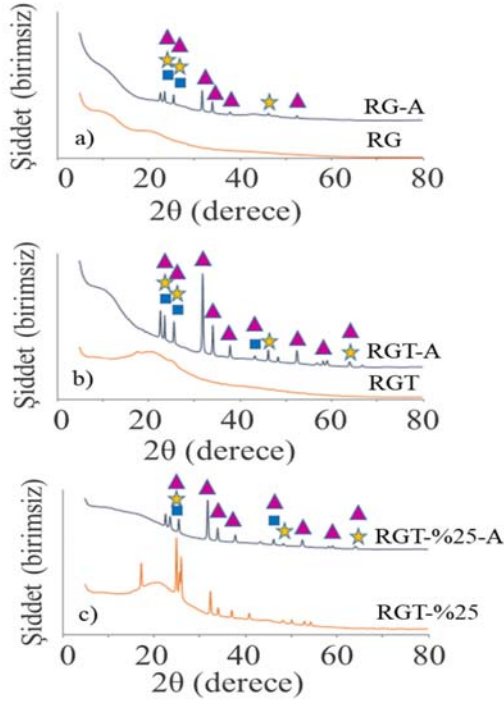 Şiddet (birimsiz)
RG-A
a)
RG
0 20 40 60 80
2θ (derece)
Şiddet (birimsiz)
RGT-A
b)
RGT
0 20 40 60 80
2θ (derece)
Şiddet (birimsiz)
RGT-%25-A
c)
RGT-%25
0 20 40 60 80
2θ (derece)